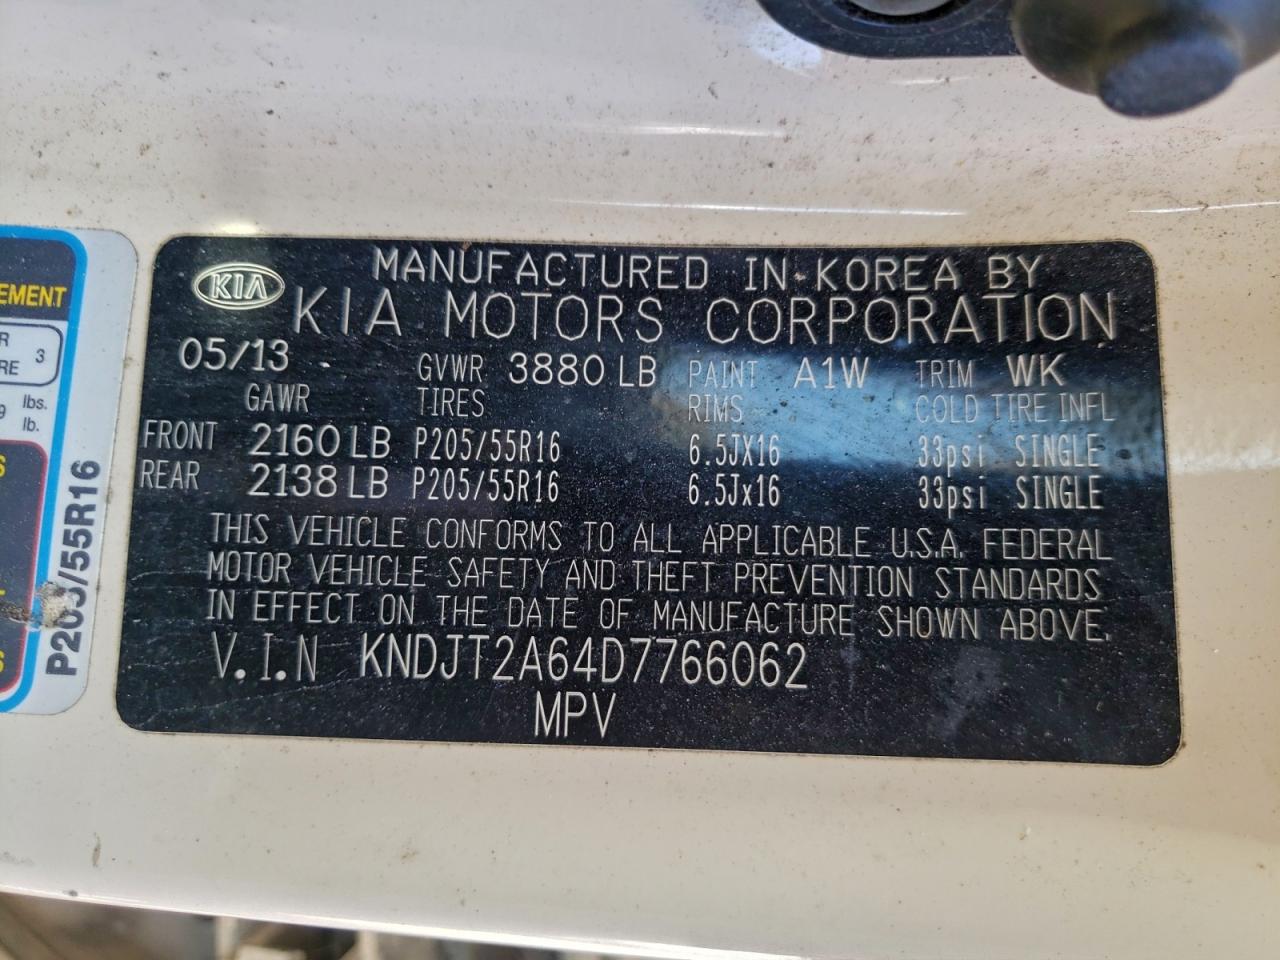 KIA
MANUFACTURED IN KOREA BY
KIA MOTORS CORPORATION
05/13 GVWR 3880 LB PAINT A1W TRIM WK
GAWR TIRES RIMS COLD TIRE INFL
FRONT 2160 LB P205/55R16 6.5JX16 33psi SINGLE
REAR 2138 LB P205/55R16 6.5Jx16 33psi SINGLE
THIS VEHICLE CONFORMS TO ALL APPLICABLE U.S.A. FEDERAL
MOTOR VEHICLE SAFETY AND THEFT PREVENTION STANDARDS
IN EFFECT ON THE DATE OF MANUFACTURE SHOWN ABOVE.
V.I.N KNDJT2A64D7766062
MPV
3
lbs.
lb.
P205/55R16